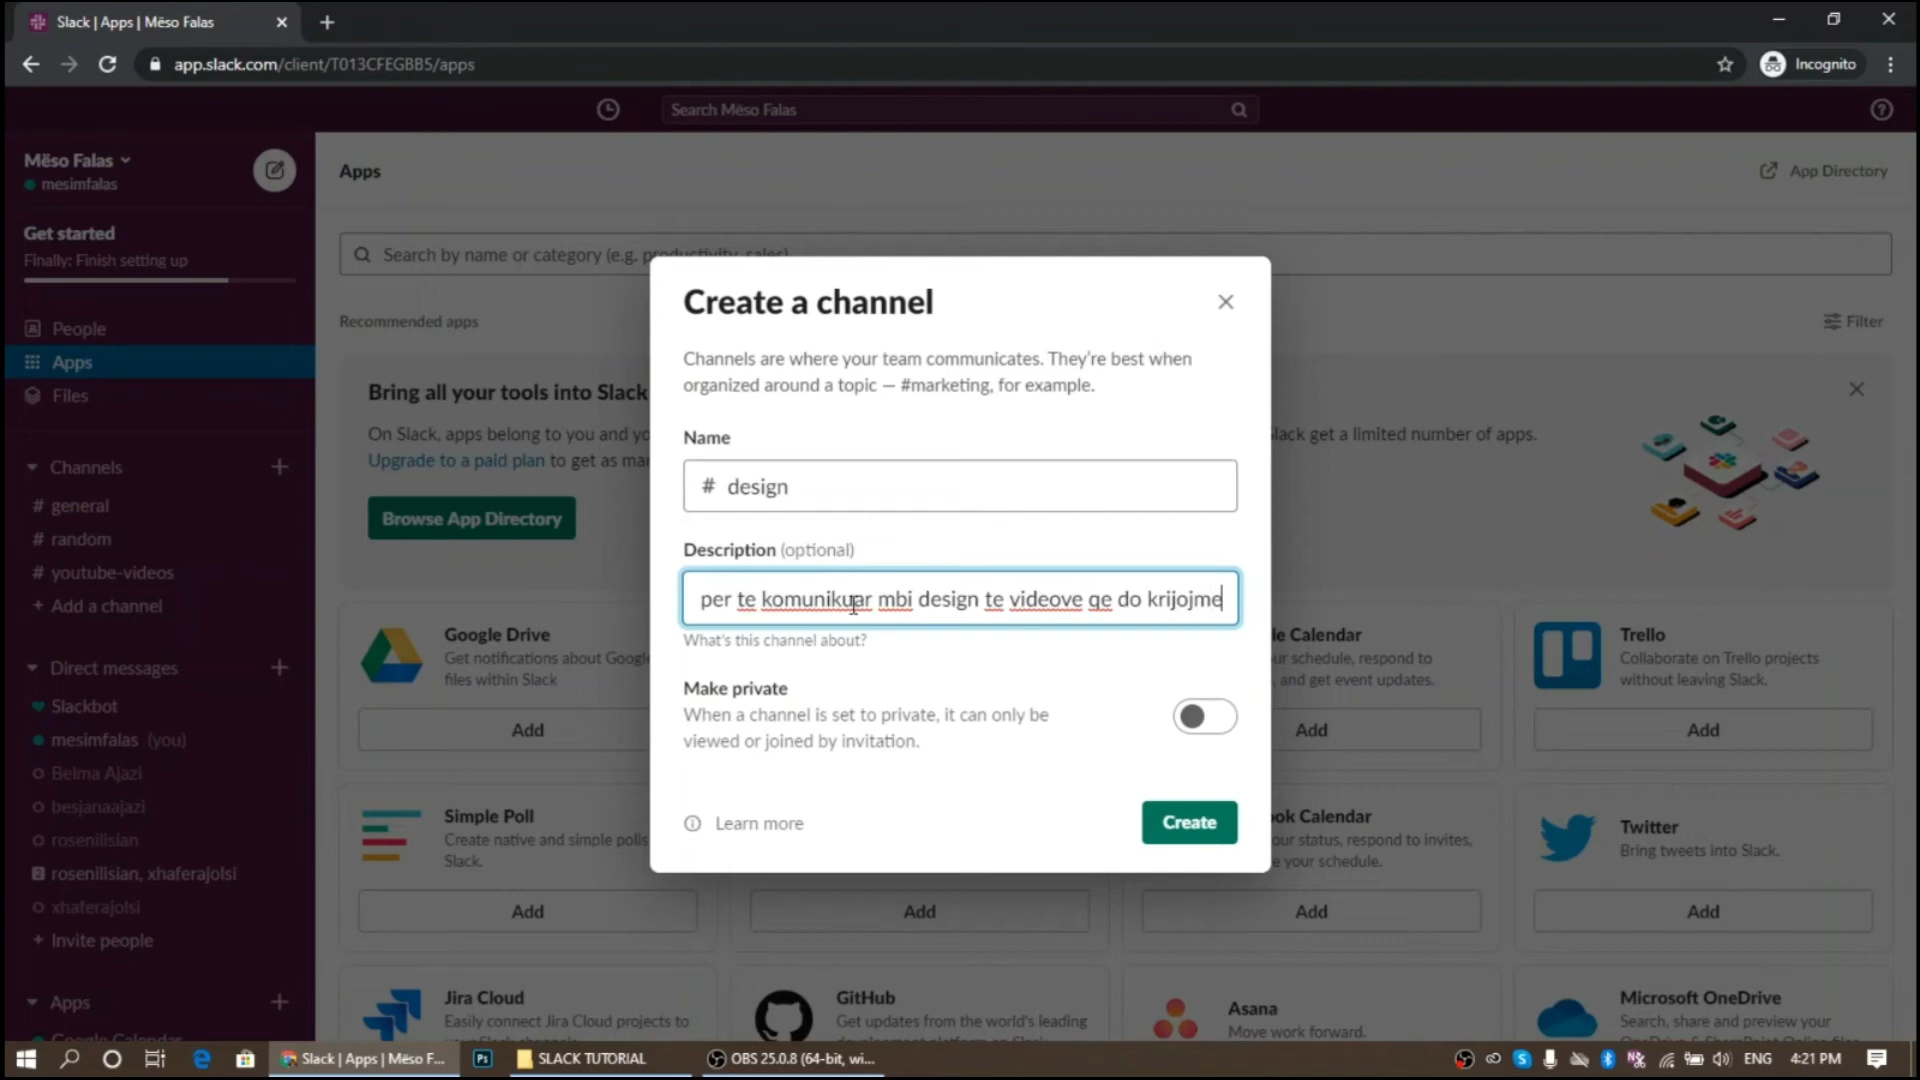 Slack | Apps | Mëso Falas
app.slack.com/client/T013CFEGBB5/apps
Incognito
Search Mëso Falas
Mëso Falas
mesimfalas
Get started
Finally: Finish setting up
People
Apps
Files
Channels
# general
# random
# youtube-videos
+ Add a channel
Direct messages
Slackbot
mesimfalas (you)
Belma Ajazi
besjanaajazi
rosenilisian
2 rosenilisian, xhaferajolsi
xhaferajolsi
+ Invite people
Apps
Google Calendar
Apps
App Directory
Search by name or category (e.g. productivity, sales)
Recommended apps
Filter
Bring all your tools into Slack
On Slack, apps belong to you and
Slack get a limited number of apps.
Upgrade to a paid plan to get as
Browse App Directory
Create a channel
Channels are where your team communicates. They're best when
organized around a topic — #marketing, for example.
Name
# design
Description (optional)
per te komunikuar mbi design te videove qe do krijojme
What's this channel about?
Make private
When a channel is set to private, it can only be
viewed or joined by invitation.
Learn more
Create
Google Drive
Get notifications about Google
files within Slack
Add
Calendar
schedule, respond to
and get event updates.
Add
Trello
Collaborate on Trello projects
without leaving Slack.
Add
Simple Poll
Create native and simple polls
Slack.
Add
Add
Calendar
your status, respond to invites,
your schedule.
Add
Twitter
Bring tweets into Slack.
Add
Jira Cloud
Easily connect Jira Cloud projects to
GitHub
Get updates from the world's leading
Asana
Move work forward.
Microsoft OneDrive
Search, share and preview your
Slack | Apps | Mëso F...
Ps
SLACK TUTORIAL
OBS 25.0.8 (64-bit, wi...
ENG
4:21 PM